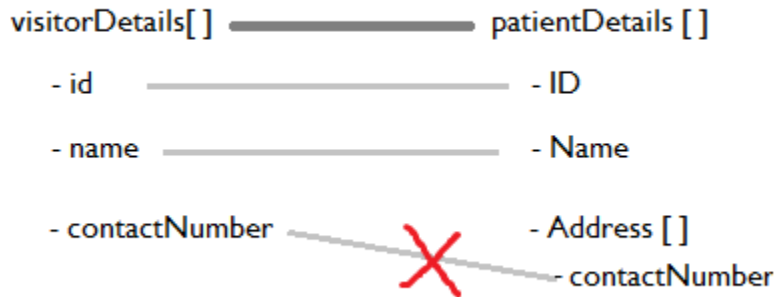 visitorDetails[ ] patientDetails [ ]
- id - ID
- name - Name
- contactNumber - Address [ ]
- contactNumber